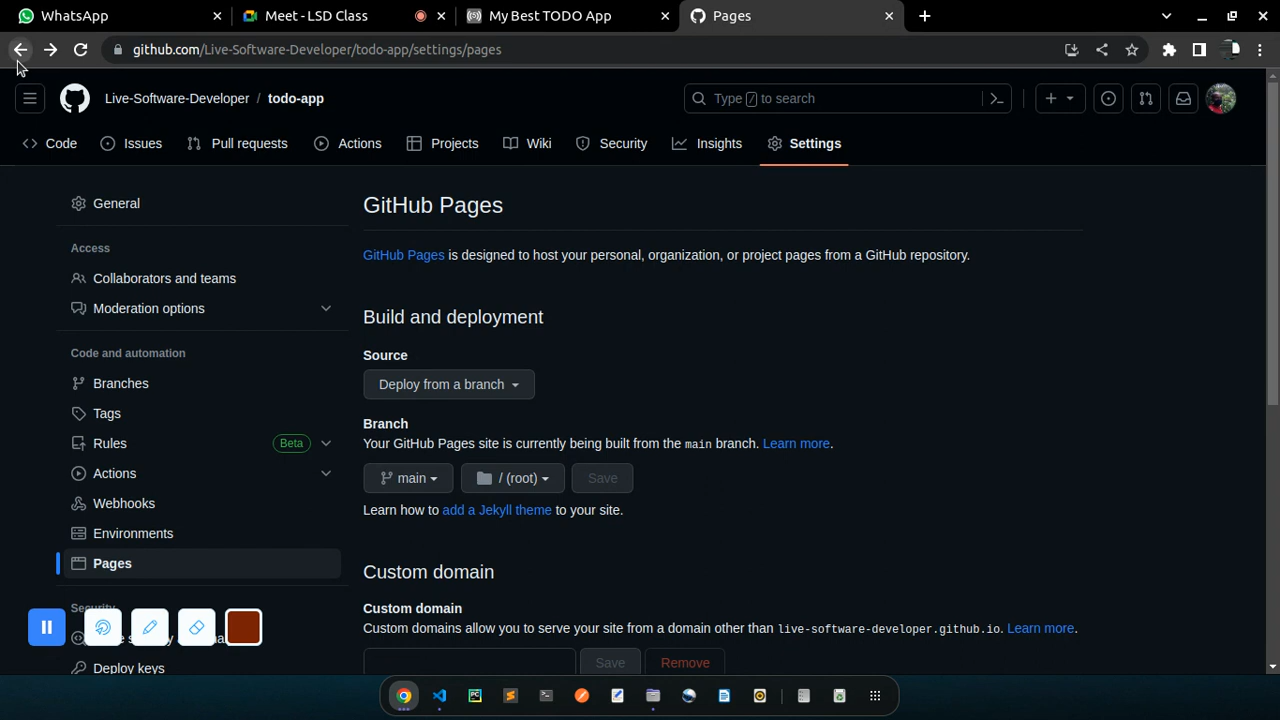 WhatsApp
Meet - LSD Class
My Best TODO App
Pages
github.com/Live-Software-Developer/todo-app/settings/pages
Live-Software-Developer / todo-app
Type / to search
Code
Issues
Pull requests
Actions
Projects
Wiki
Security
Insights
Settings
General
Access
Collaborators and teams
Moderation options
Code and automation
Branches
Tags
Rules Beta
Actions
Webhooks
Environments
Pages
Deploy keys
GitHub Pages
GitHub Pages is designed to host your personal, organization, or project pages from a GitHub repository.
Build and deployment
Source
Deploy from a branch
Branch
Your GitHub Pages site is currently being built from the main branch. Learn more.
main / (root) Save
Learn how to add a Jekyll theme to your site.
Custom domain
Custom domain
Custom domains allow you to serve your site from a domain other than live-software-developer.github.io. Learn more.
Save Remove